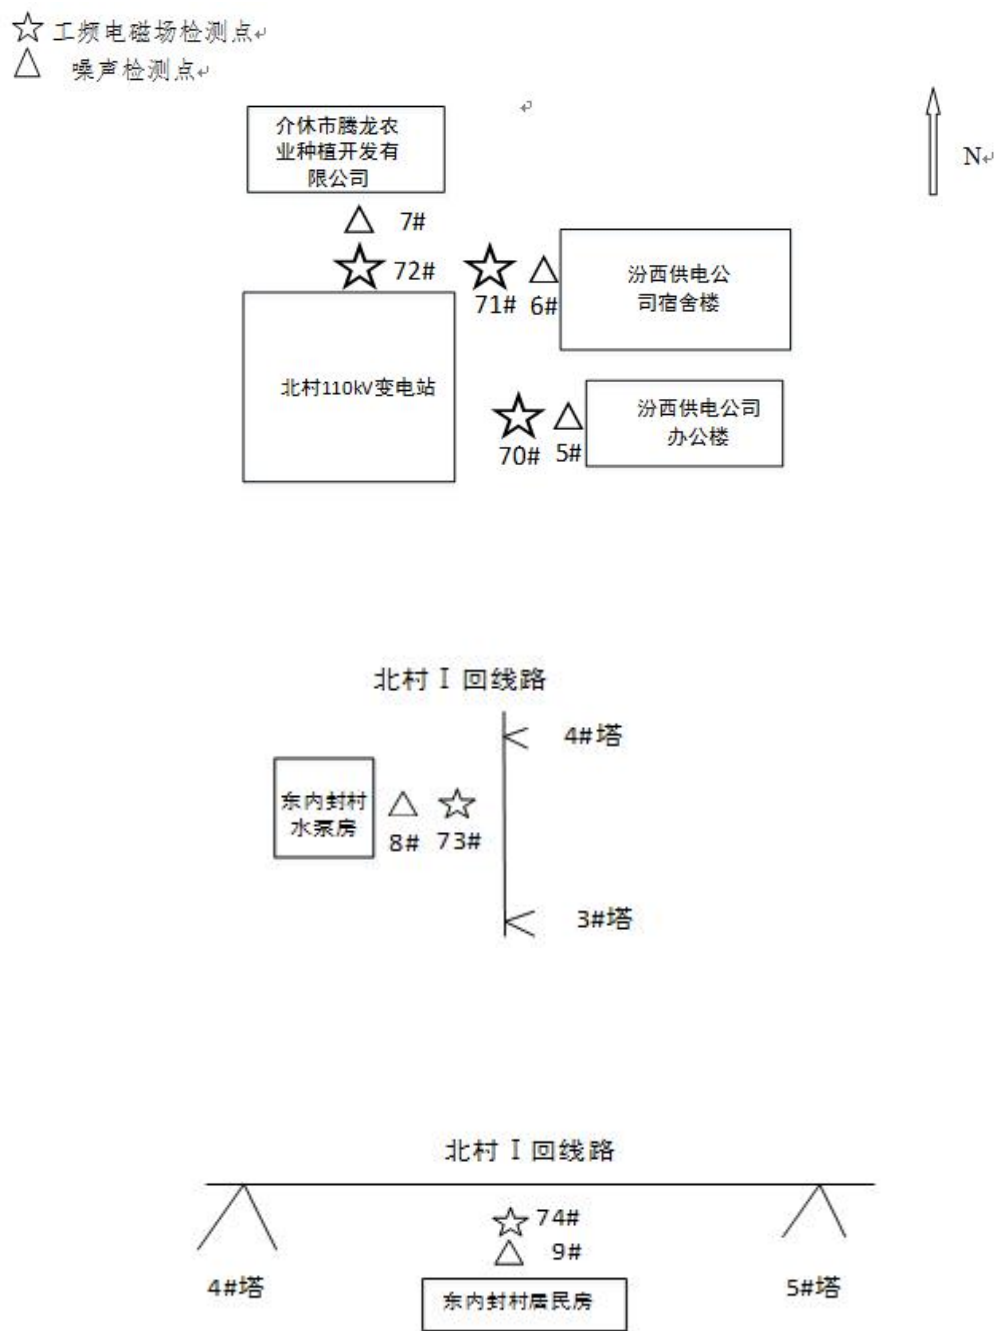 工频电磁场检测点
噪声检测点
N
介休市腾龙农
业种植开发有
限公司
7#
72#
71#
6#
汾西供电公
司宿舍楼
北村110kV变电站
70#
5#
汾西供电公司
办公楼
北村Ⅰ回线路
4#塔
东内封村
水泵房
8#
73#
3#塔
北村Ⅰ回线路
74#
9#
4#塔
5#塔
东内封村居民房